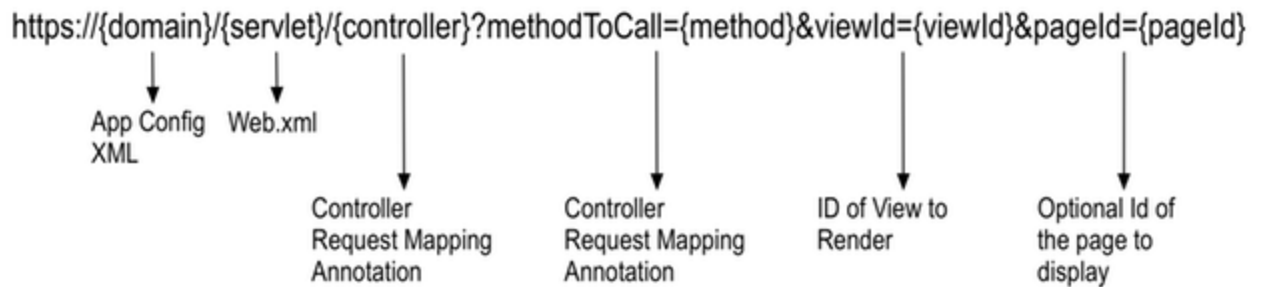 https://{domain}/{servlet}/{controller}?methodToCall={method}&viewId={viewId}&pageId={pageId}
App Config
XML
Web.xml
Controller
Request Mapping
Annotation
Controller
Request Mapping
Annotation
ID of View to
Render
Optional Id of
the page to
display